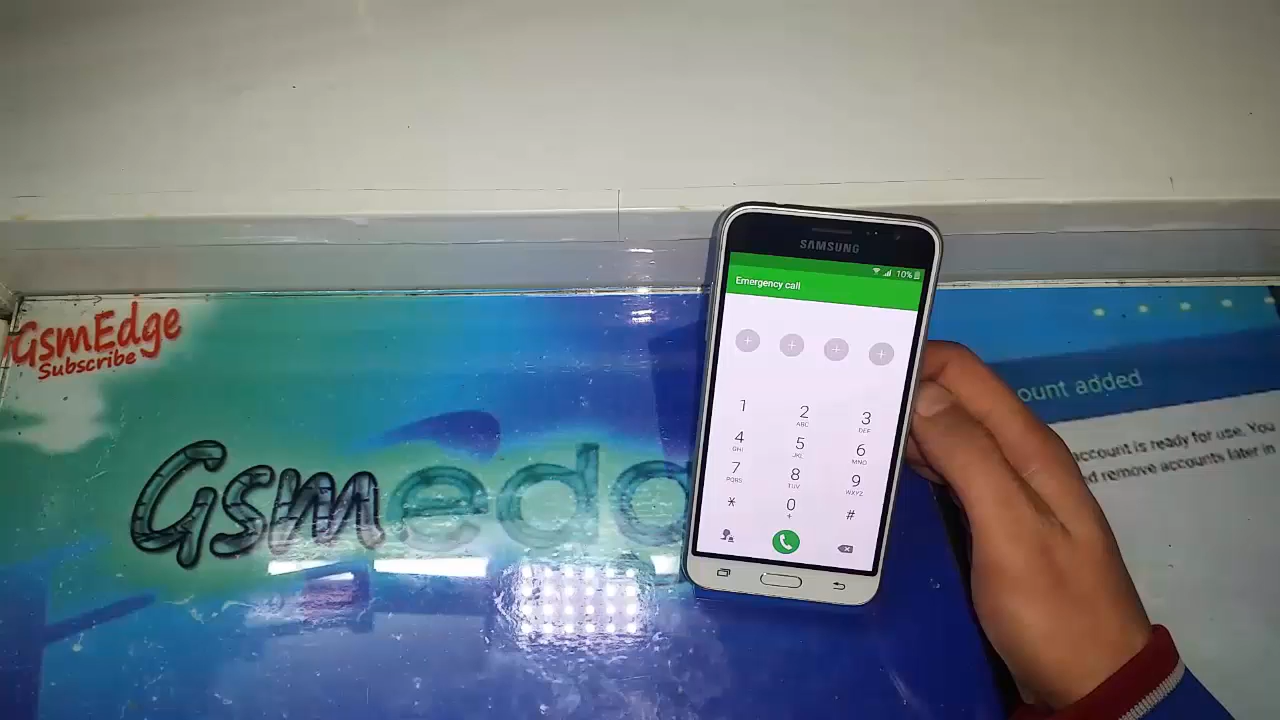 GsmEdge
Subscribe
Gsmedg
SAMSUNG
10%
Emergency call
1
2
ABC
3
DEF
4
GHI
5
JKL
6
MNO
7
PQRS
8
TUV
9
WXYZ
*
0
+
#
ount added
account is ready for use. You
d remove accounts later in